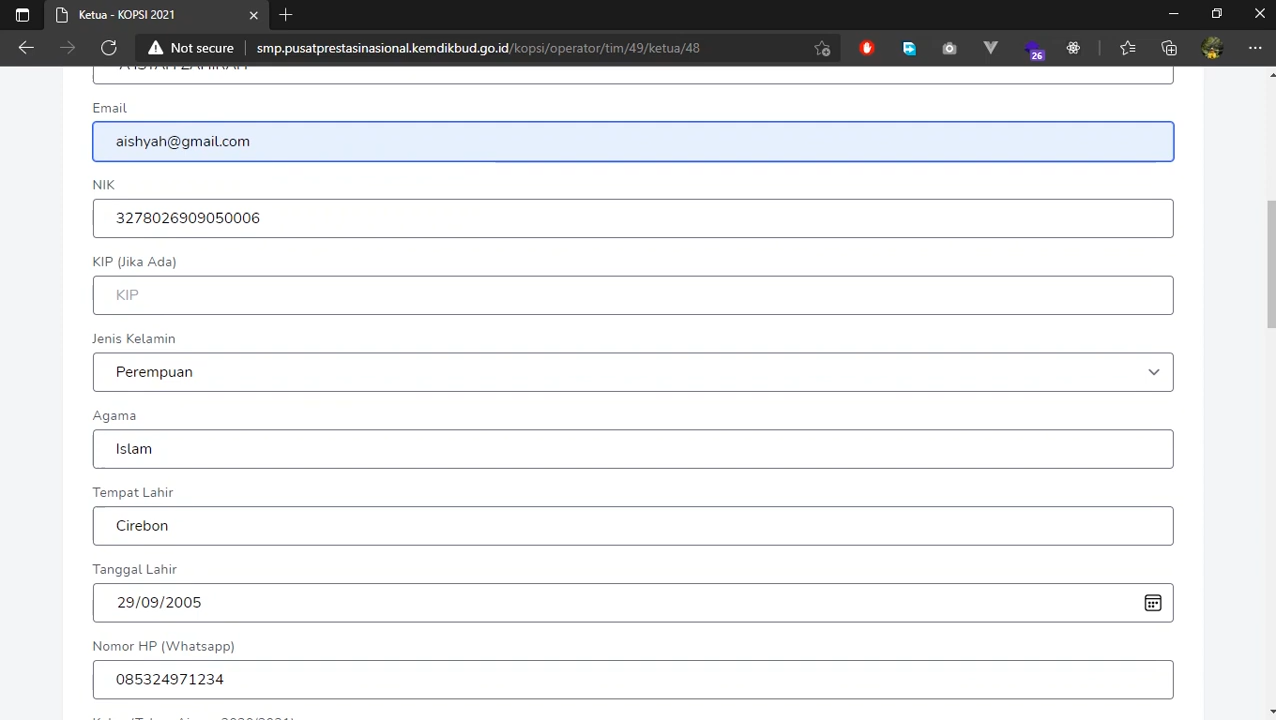 Ketua - KOPSI 2021
Not secure
smp.pusatprestasinasional.kemdikbud.go.id/kopsi/operator/tim/49/ketua/48
26
Email
aishyah@gmail.com
NIK
3278026909050006
KIP (Jika Ada)
KIP
Jenis Kelamin
Perempuan
Agama
Islam
Tempat Lahir
Cirebon
Tanggal Lahir
29/09/2005
Nomor HP (Whatsapp)
085324971234